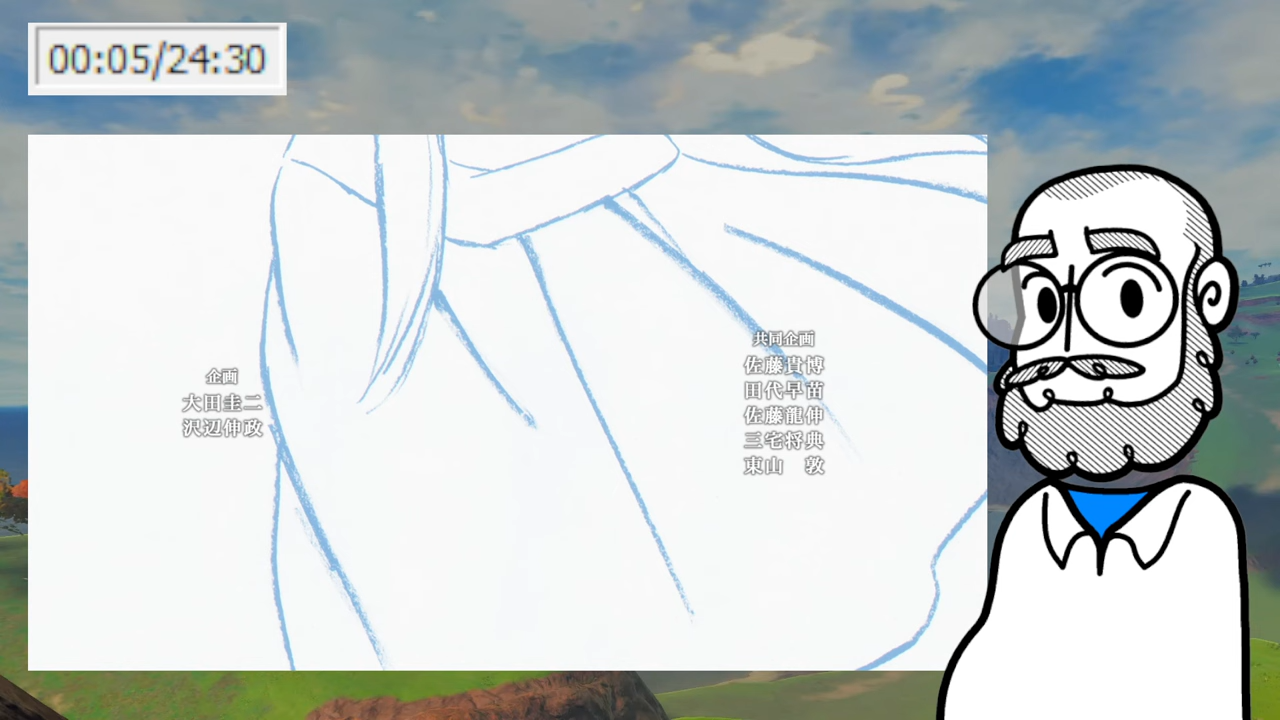 00:05/24:30
企画
大田圭二
沢辺伸政
共同企画
佐藤貴博
田代早苗
佐藤龍伸
三宅将典
東山　敦